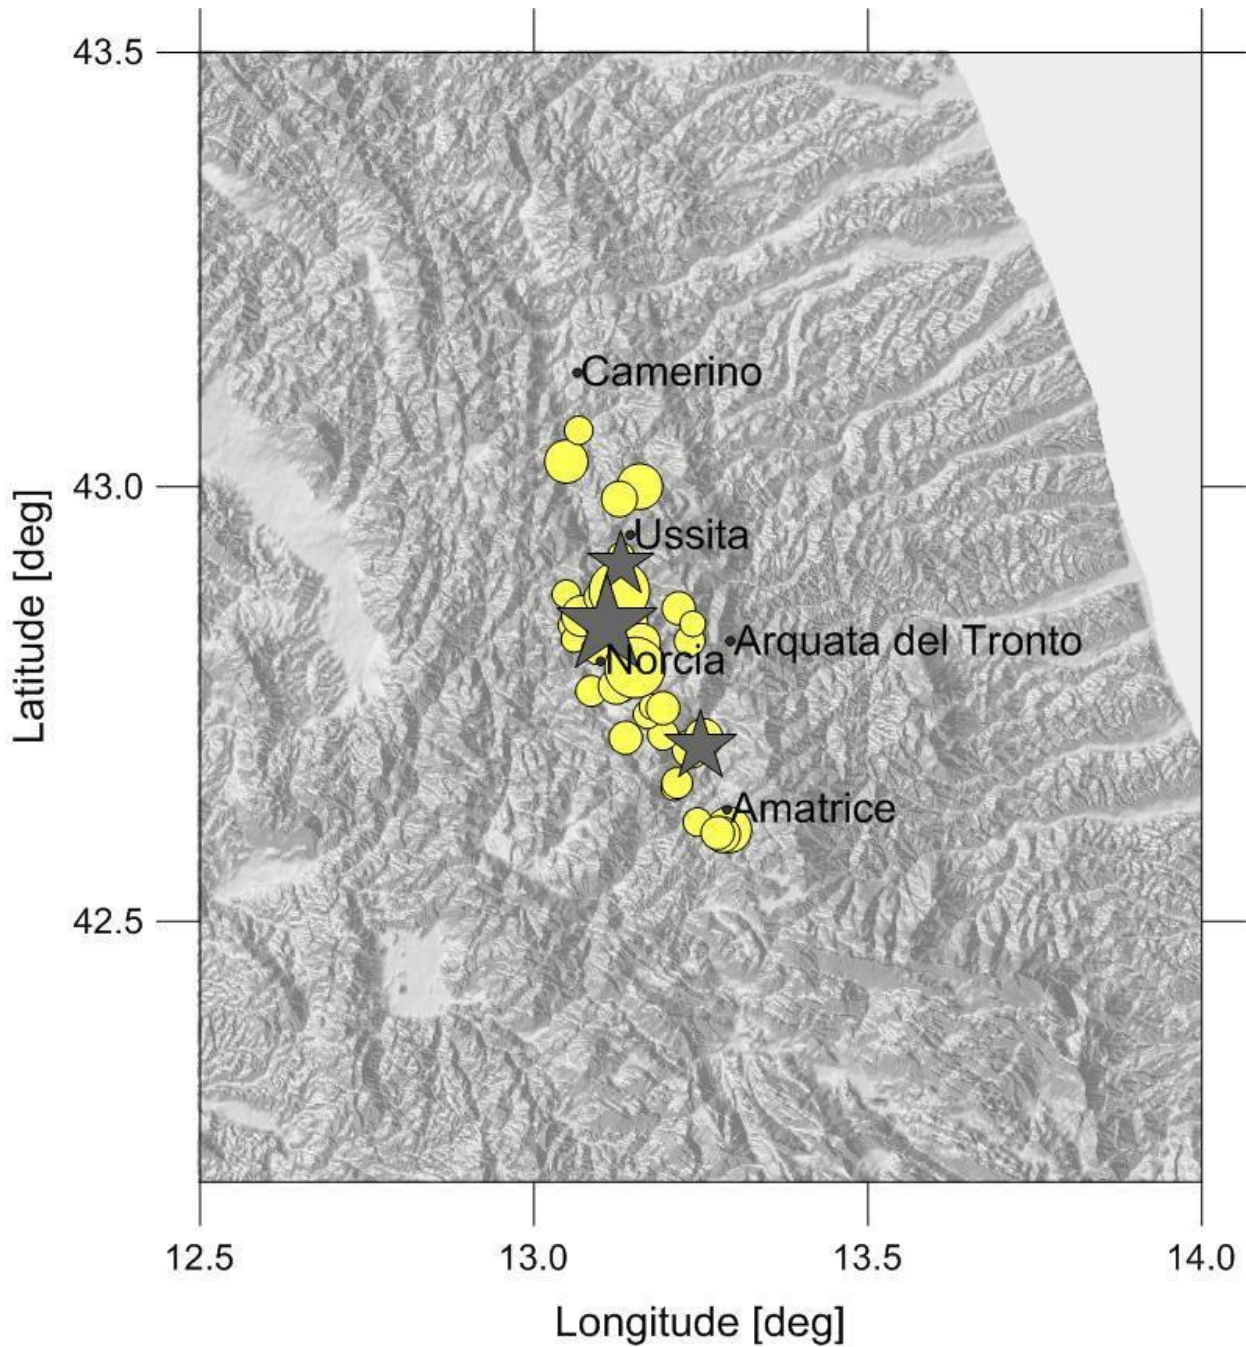 43.5
Camerino
43.0
Ussita
Arquata del Tronto
Norcia
Amatrice
42.5
Latitude [deg]
12.5 13.0 13.5 14.0
Longitude [deg]